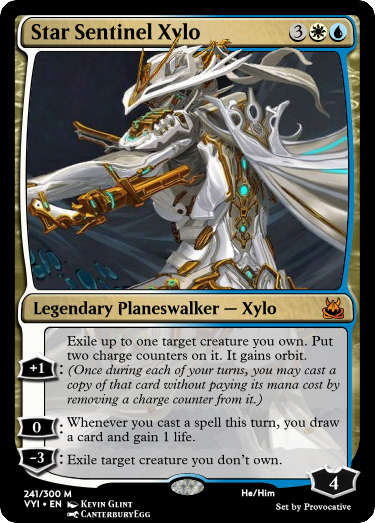 Star Sentinel Xylo 3
Legendary Planeswalker — Xylo
Exile up to one target creature you own. Put
two charge counters on it. It gains orbit.
+1 : (Once during each of your turns, you may cast a
copy of that card without paying its mana cost by
removing a charge counter from it.)
0 : Whenever you cast a spell this turn, you draw
a card and gain 1 life.
-3 : Exile target creature you don't own.
4
241/300 M He/Him
VYI • EN Kevin Glint Set by Provocative
CanterburyEgg